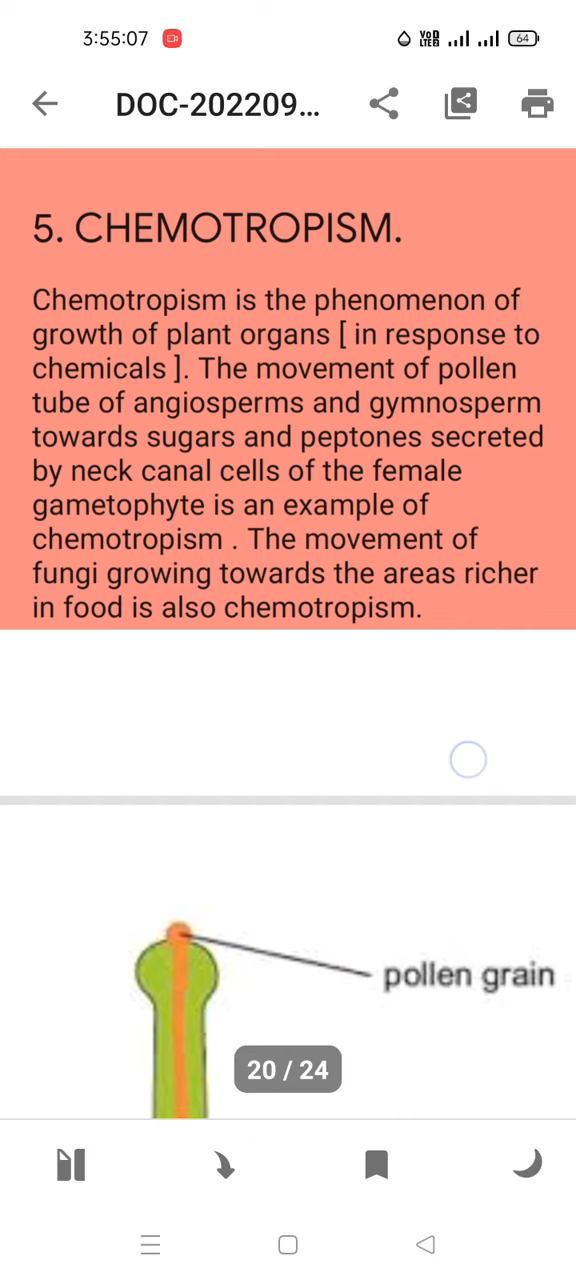 3:55:07
VoD
LTE2
64
DOC-202209...
5. CHEMOTROPISM.
Chemotropism is the phenomenon of
growth of plant organs [ in response to
chemicals ]. The movement of pollen
tube of angiosperms and gymnosperm
towards sugars and peptones secreted
by neck canal cells of the female
gametophyte is an example of
chemotropism . The movement of
fungi growing towards the areas richer
in food is also chemotropism.
pollen grain
20 / 24